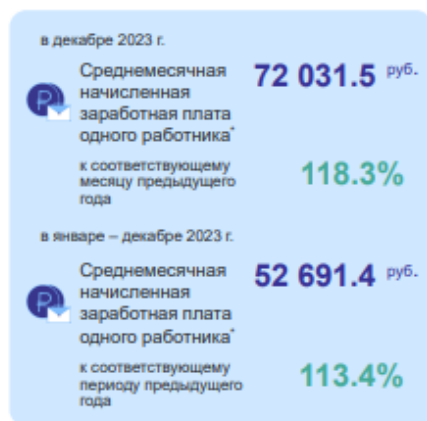 в декабре 2023 г.
Среднемесячная
начисленная
заработная плата
одного работника*
72 031.5 руб.
к соответствующему
месяцу предыдущего
года
118.3%
в январе – декабре 2023 г.
Среднемесячная
начисленная
заработная плата
одного работника*
52 691.4 руб.
к соответствующему
периоду предыдущего
года
113.4%